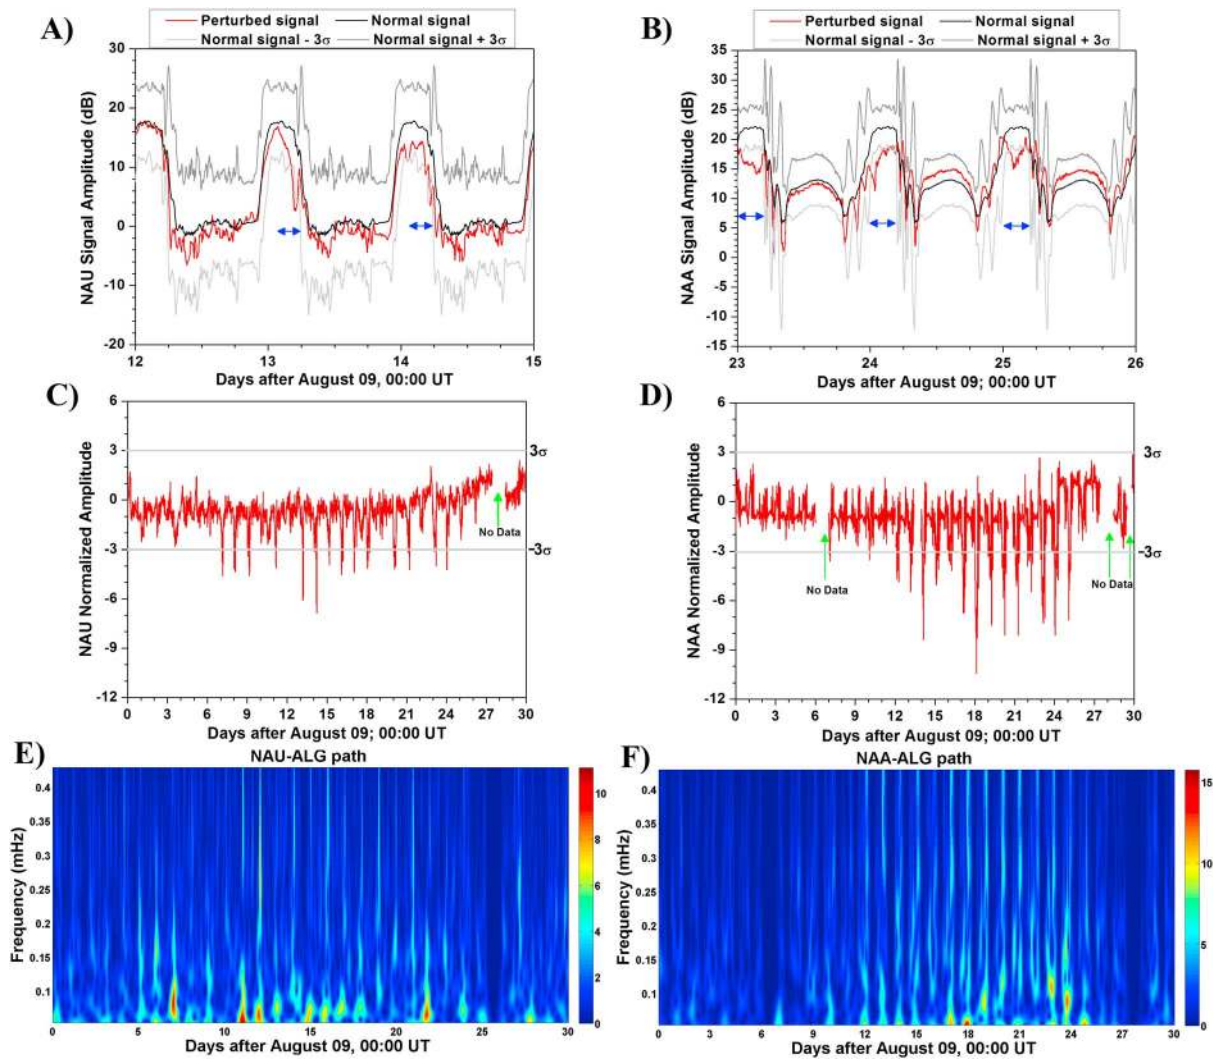 A)
Perturbed signal Normal signal
Normal signal - 3σ Normal signal + 3σ
NAU Signal Amplitude (dB)
30
20
10
0
-10
-20
12 13 14 15
Days after August 09, 00:00 UT
B)
Perturbed signal Normal signal
Normal signal - 3σ Normal signal + 3σ
NAA Signal Amplitude (dB)
35
30
25
20
15
10
5
0
-5
-10
-15
23 24 25 26
Days after August 09; 00:00 UT
C)
NAU Normalized Amplitude
6
3
0
-3
-6
-9
-12
3σ
-3σ
No Data
0 3 6 9 12 15 18 21 24 27 30
Days after August 09; 00:00 UT
D)
NAA Normalized Amplitude
6
3
0
-3
-6
-9
-12
3σ
-3σ
No Data
No Data
0 3 6 9 12 15 18 21 24 27 30
Days after August 09; 00:00 UT
E)
NAU-ALG path
Frequency (mHz)
0.4
0.3
0.25
0.2
0.15
0.1
10
8
6
4
2
0
0 5 10 15 20 25 30
Days after August 09, 00:00 UT
F)
NAA-ALG path
Frequency (mHz)
0.4
0.3
0.25
0.2
0.15
0.1
15
10
5
0
0 3 6 9 12 15 18 21 24 27 30
Days after August 09, 00:00 UT